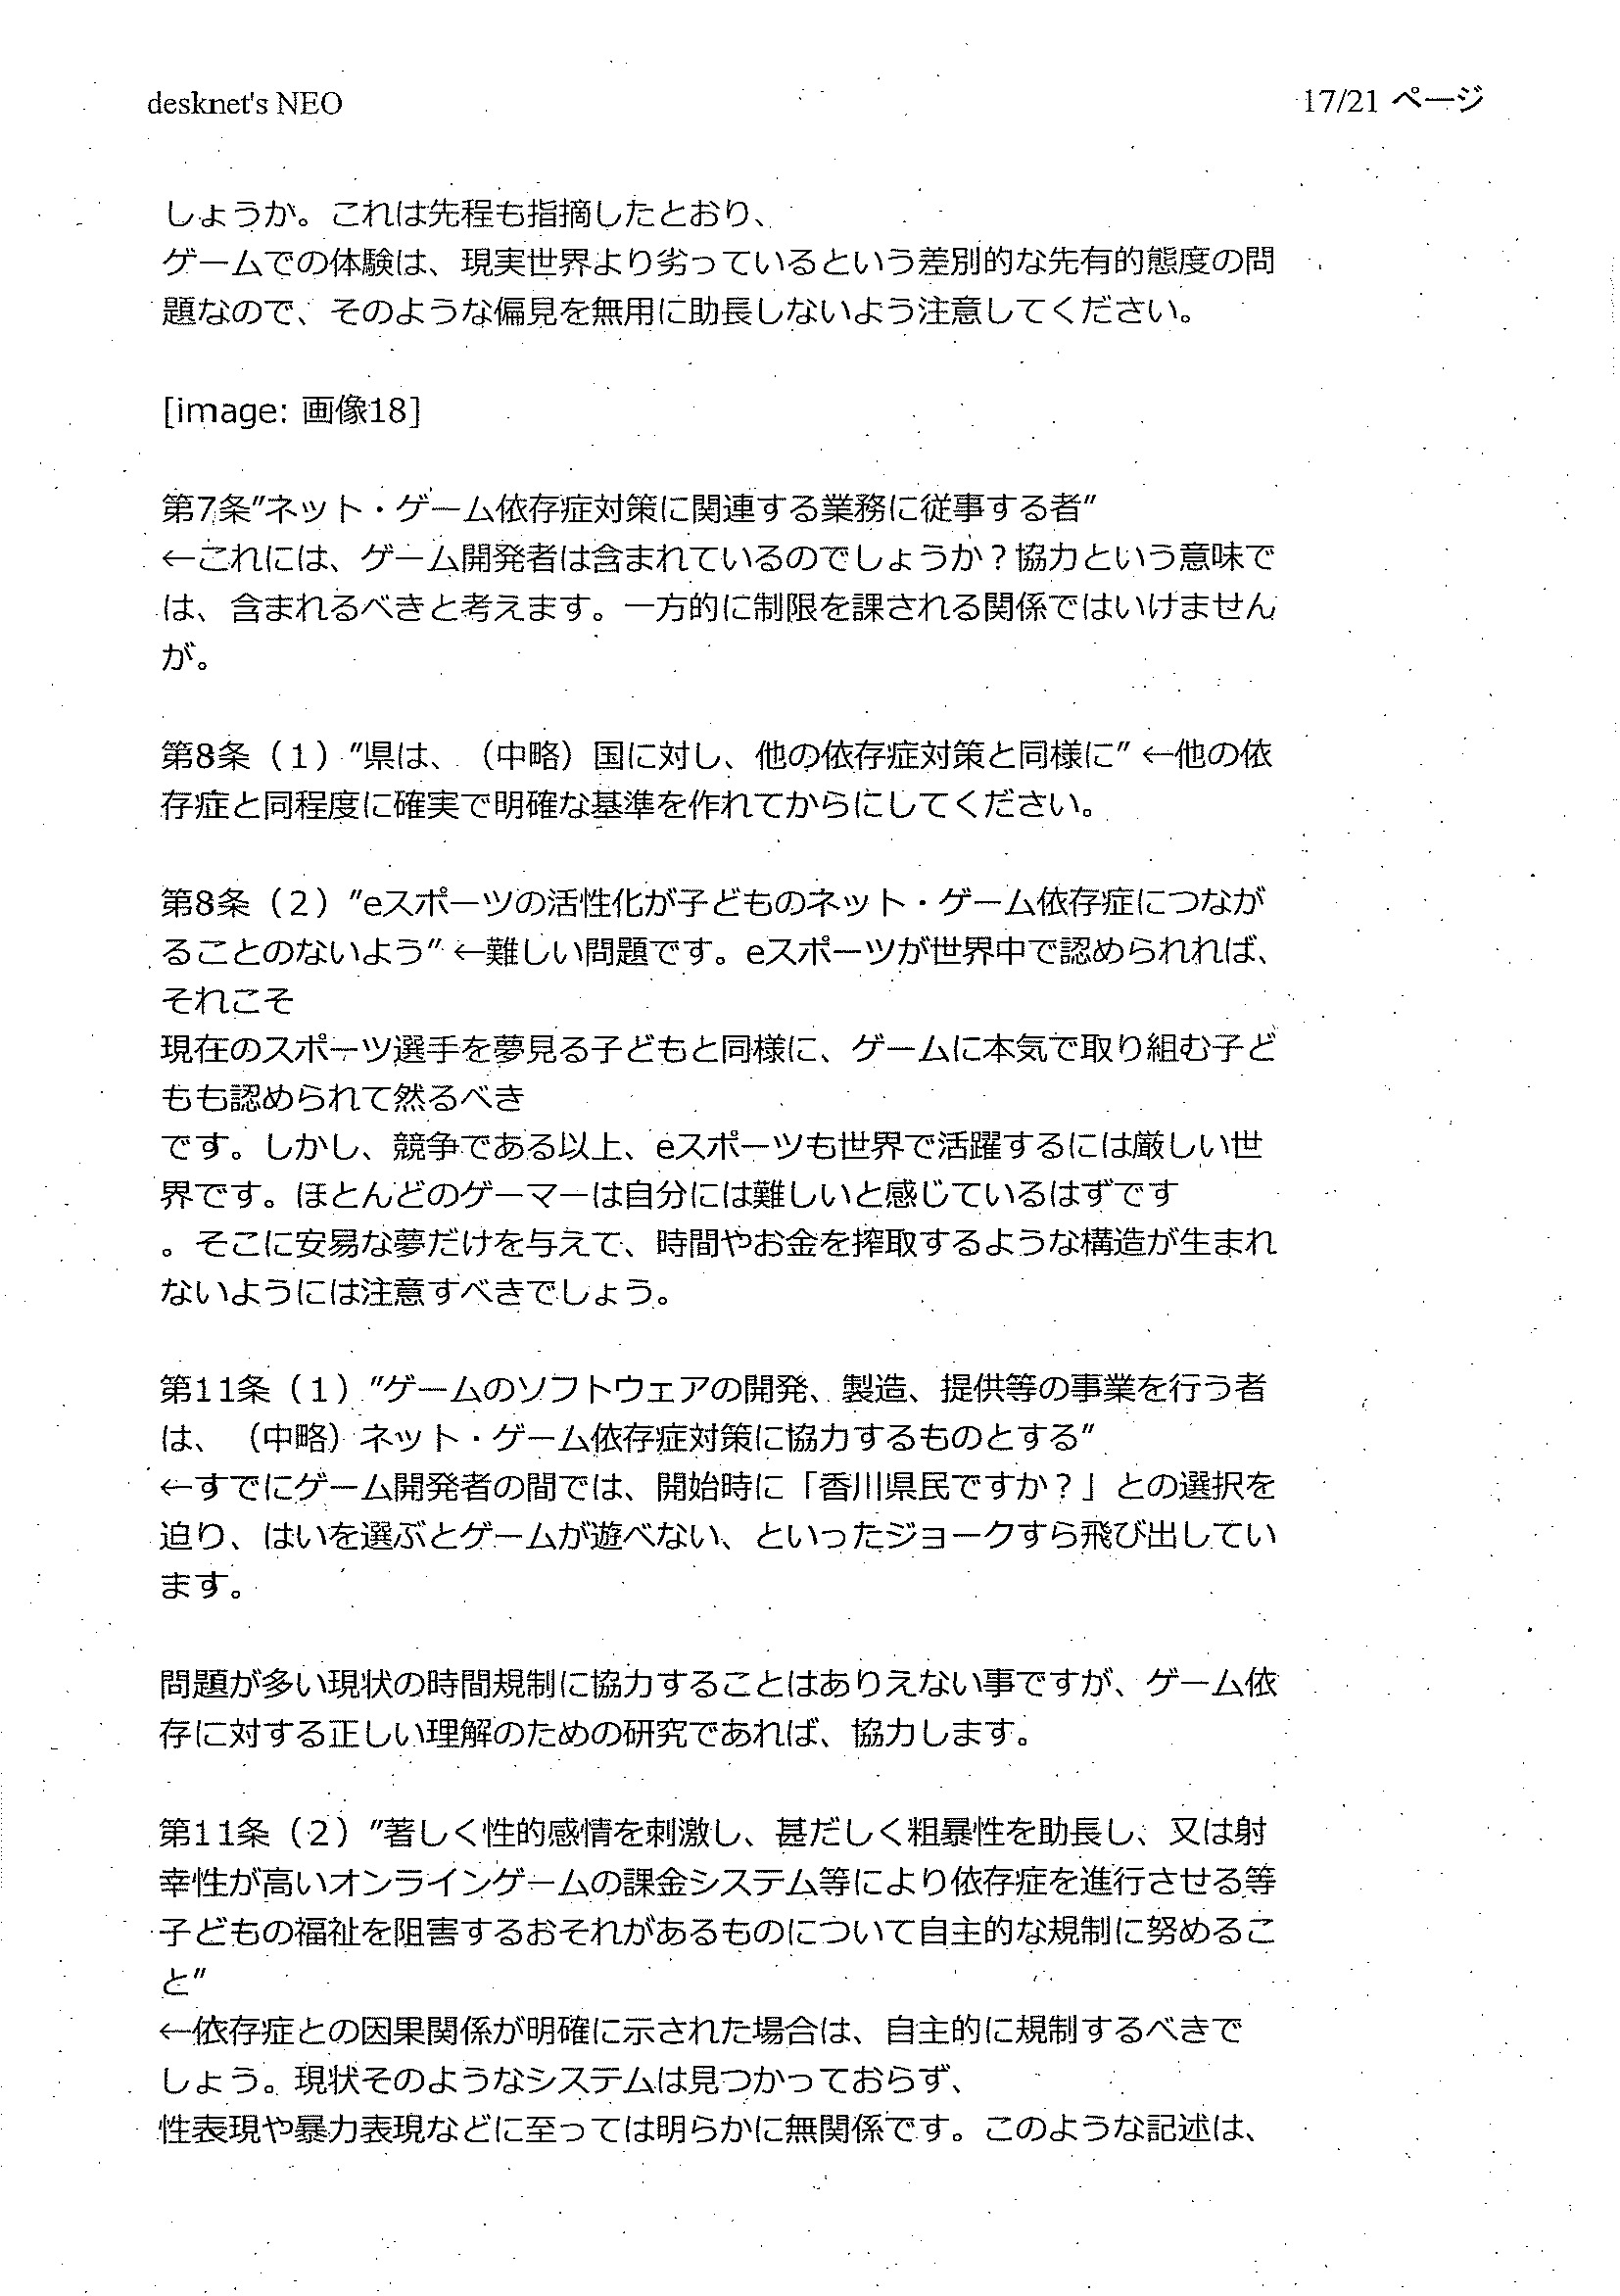 desknet's NEO
17/21 ページ
しょうか。これは先程も指摘したとおり、
ゲームでの体験は、現実世界より劣っているという差別的な先有的態度の問
題なので、そのような偏見を無用に助長しないよう注意してください。
[image: 画像18]
第7条"ネット・ゲーム依存症対策に関連する業務に従事する者"
←これには、ゲーム開発者は含まれているのでしょうか？協力という意味で
は、含まれるべきと考えます。一方的に制限を課される関係ではいけません
が。
第8条（1）"県は、（中略）国に対し、他の依存症対策と同様に" ←他の依
存症と同程度に確実で明確な基準を作れてからにしてください。
第8条（2）"eスポーツの活性化が子どものネット・ゲーム依存症につなが
ることのないよう" ←難しい問題です。eスポーツが世界中で認められれば、
それこそ
現在のスポーツ選手を夢見る子どもと同様に、ゲームに本気で取り組む子ど
もも認められて然るべき
です。しかし、競争である以上、eスポーツも世界で活躍するには厳しい世
界です。ほとんどのゲーマーは自分には難しいと感じているはずです
。そこに安易な夢だけを与えて、時間やお金を搾取するような構造が生まれ
ないようには注意すべきでしょう。
第11条（1）"ゲームのソフトウェアの開発、製造、提供等の事業を行う者
は、（中略）ネット・ゲーム依存症対策に協力するものとする"
←すでにゲーム開発者の間では、開始時に「香川県民ですか？」との選択を
迫り、はいを選ぶとゲームが遊べない、といったジョークすら飛び出してい
ます。
問題が多い現状の時間規制に協力することはありえない事ですが、ゲーム依
存に対する正しい理解のための研究であれば、協力します。
第11条（2）"著しく性的感情を刺激し、甚だしく粗暴性を助長し、又は射
幸性が高いオンラインゲームの課金システム等により依存症を進行させる等
子どもの福祉を阻害するおそれがあるものについて自主的な規制に努めるこ
と"
←依存症との因果関係が明確に示された場合は、自主的に規制するべきで
しょう。現状そのようなシステムは見つかっておらず、
性表現や暴力表現などに至っては明らかに無関係です。このような記述は、